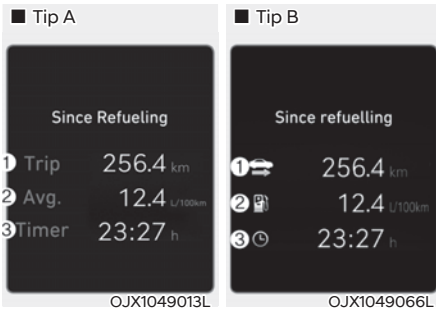 ■ Tip A
Since Refueling
1 Trip 256.4 km
2 Avg. 12.4 L/100km
3 Timer 23:27 h
OJX1049013L
■ Tip B
Since refuelling
1 256.4 km
2 12.4 L/100km
3 23:27 h
OJX1049066L